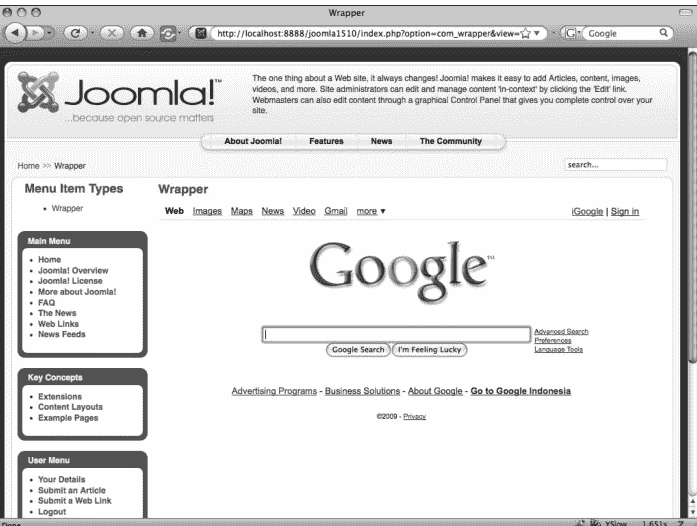 Wrapper
http://localhost:8888/joomla1510/index.php?option=com_wrapper&view=
G Google
Joomla!™
...because open source matters
The one thing about a Web site, it always changes! Joomla! makes it easy to add Articles, content, images,
videos, and more. Site administrators can edit and manage content 'in-context' by clicking the 'Edit' link.
Webmasters can also edit content through a graphical Control Panel that gives you complete control over your
site.
About Joomla! Features News The Community
Home >> Wrapper
search...
Menu Item Types
• Wrapper
Main Menu
• Home
• Joomla! Overview
• Joomla! License
• More about Joomla!
• FAQ
• The News
• Web Links
• News Feeds
Key Concepts
• Extensions
• Content Layouts
• Example Pages
User Menu
• Your Details
• Submit an Article
• Submit a Web Link
• Logout
Wrapper
Web Images Maps News Video Gmail more ▼
iGoogle | Sign in
Google™
Advanced Search
Preferences
Language Tools
Google Search I'm Feeling Lucky
Advertising Programs - Business Solutions - About Google - Go to Google Indonesia
©2009 - Privacy
Done
YSlow 1.651s